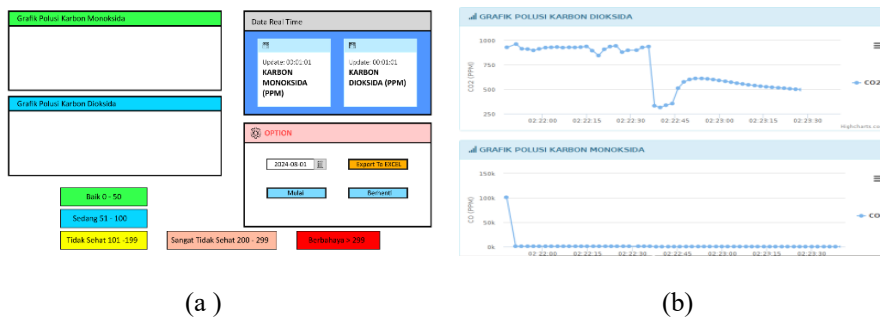 Grafik Polusi Karbon Monoksida
Grafik Polusi Karbon Dioksida
Baik 0 - 50
Sedang 51 - 100
Tidak Sehat 101 -199
Sangat Tidak Sehat 200 - 299
Berbahaya > 299
Data Real Time
Update: 00:01:01
KARBON
MONOKSIDA
(PPM)
Update: 00:01:01
KARBON
DIOKSIDA (PPM)
OPTION
2024-08-01
Export To EXCEL
Mulai
Berhenti
(a )
GRAFIK POLUSI KARBON DIOKSIDA
CO2 (PPM)
1000
750
500
250
02:22:00 02:22:15 02:22:30 02:22:45 02:23:00 02:23:15 02:23:30
CO2
Highcharts.co
GRAFIK POLUSI KARBON MONOKSIDA
CO (PPM)
150k
100k
50k
0k
02:22:00 02:22:15 02:22:30 02:22:45 02:23:00 02:23:15 02:23:30
CO
(b)